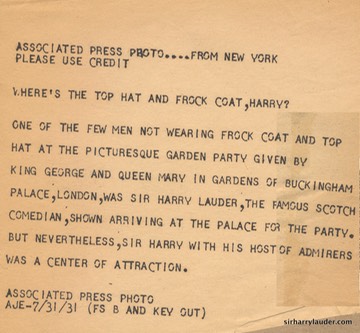 ASSOCIATED PRESS PHOTO....FROM NEW YORK
PLEASE USE CREDIT
WHERE'S THE TOP HAT AND FROCK COAT,HARRY?
ONE OF THE FEW MEN NOT WEARING FROCK COAT AND TOP
HAT AT THE PICTURESQUE GARDEN PARTY GIVEN BY
KING GEORGE AND QUEEN MARY IN GARDENS OF BUCKINGHAM
PALACE,LONDON,WAS SIR HARRY LAUDER,THE FAMOUS SCOTCH
COMEDIAN,SHOWN ARRIVING AT THE PALACE FOR THE PARTY.
BUT NEVERTHELESS,SIR HARRY WITH HIS HOST OF ADMIRERS
WAS A CENTER OF ATTRACTION.
ASSOCIATED PRESS PHOTO
AJE-7/31/31 (FS B AND KEY OUT)
sirharrylauder.com